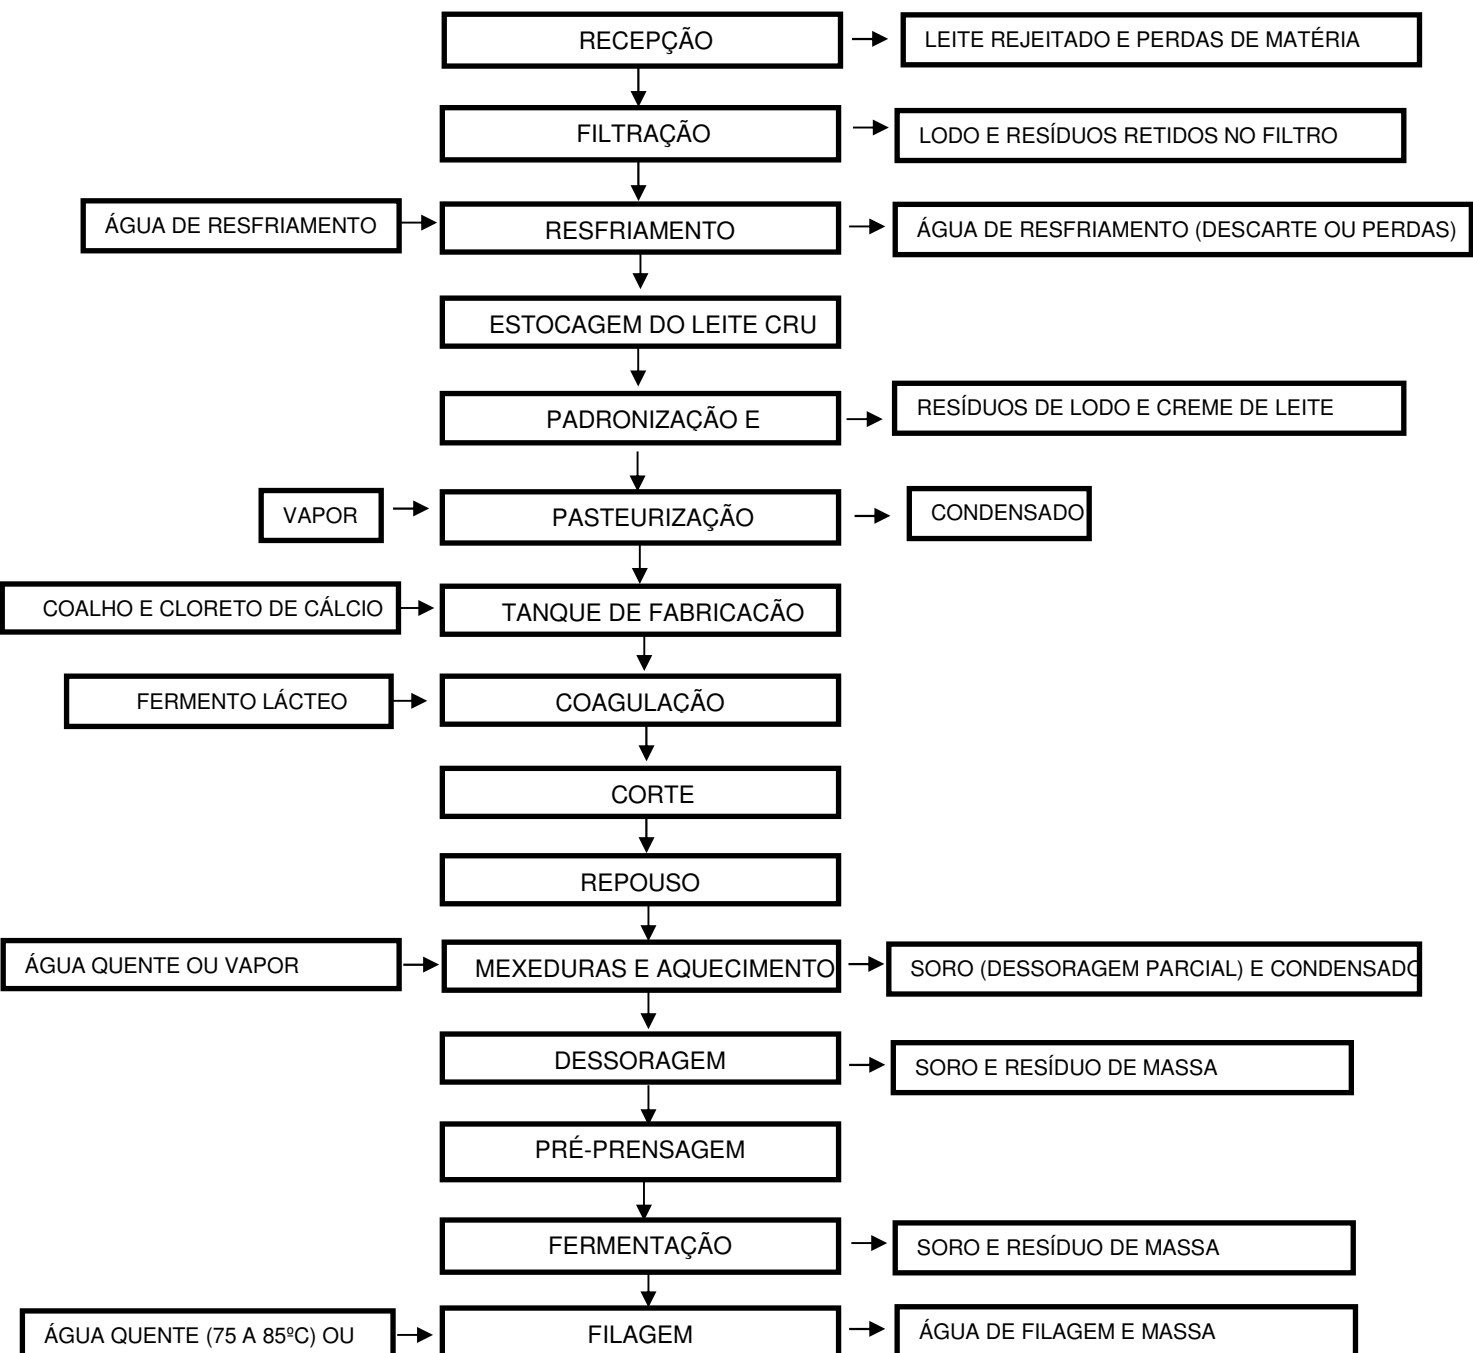 RECEPÇÃO
LEITE REJEITADO E PERDAS DE MATÉRIA
FILTRAÇÃO
LODO E RESÍDUOS RETIDOS NO FILTRO
ÁGUA DE RESFRIAMENTO
RESFRIAMENTO
ÁGUA DE RESFRIAMENTO (DESCARTE OU PERDAS)
ESTOCAGEM DO LEITE CRU
PADRONIZAÇÃO E
RESÍDUOS DE LODO E CREME DE LEITE
VAPOR
PASTEURIZAÇÃO
CONDENSADO
COALHO E CLORETO DE CÁLCIO
TANQUE DE FABRICACÃO
FERMENTO LÁCTEO
COAGULAÇÃO
CORTE
REPOUSO
ÁGUA QUENTE OU VAPOR
MEXEDURAS E AQUECIMENTO
SORO (DESSORAGEM PARCIAL) E CONDENSADO
DESSORAGEM
SORO E RESÍDUO DE MASSA
PRÉ-PRENSAGEM
FERMENTAÇÃO
SORO E RESÍDUO DE MASSA
ÁGUA QUENTE (75 A 85ºC) OU
FILAGEM
ÁGUA DE FILAGEM E MASSA